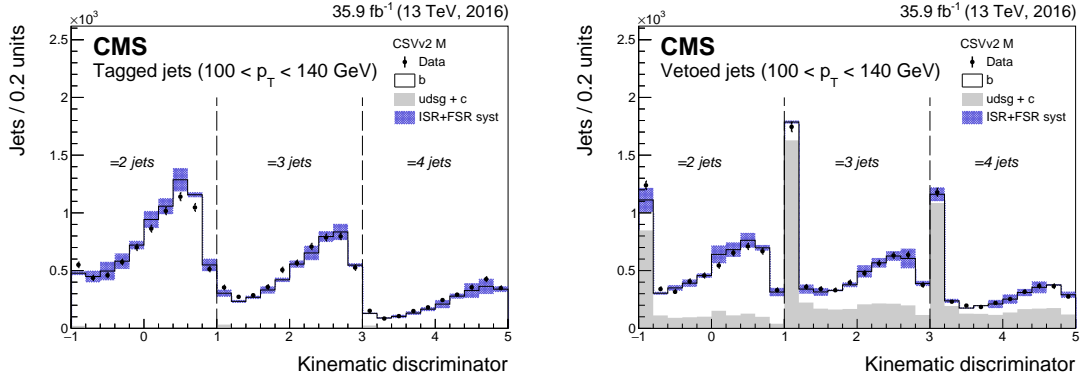 35.9 fb⁻¹ (13 TeV, 2016)
×10³
CMS
Tagged jets (100 < p_T < 140 GeV)
CSVv2 M
Data
b
udsg + c
ISR+FSR syst
=2 jets
=3 jets
=4 jets
Jets / 0.2 units
2.5
2
1.5
1
0.5
0
−1 0 1 2 3 4 5
Kinematic discriminator
35.9 fb⁻¹ (13 TeV, 2016)
×10³
CMS
Vetoed jets (100 < p_T < 140 GeV)
CSVv2 M
Data
b
udsg + c
ISR+FSR syst
=2 jets
=3 jets
=4 jets
Jets / 0.2 units
2.5
2
1.5
1
0.5
0
−1 0 1 2 3 4 5
Kinematic discriminator